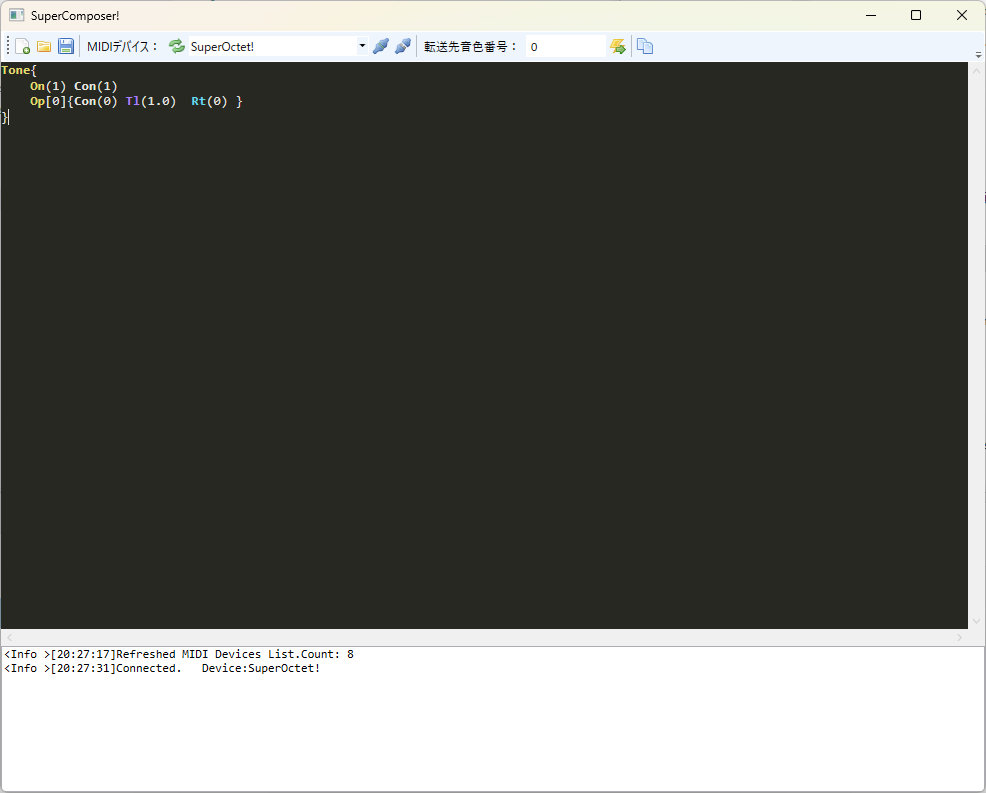 SuperComposer!
MIDIデバイス： SuperOctet! 転送先音色番号： 0
Tone{
    On(1) Con(1)
    Op[0]{Con(0) Tl(1.0)  Rt(0) }
}
<Info >[20:27:17]Refreshed MIDI Devices List.Count: 8
<Info >[20:27:31]Connected.   Device:SuperOctet!